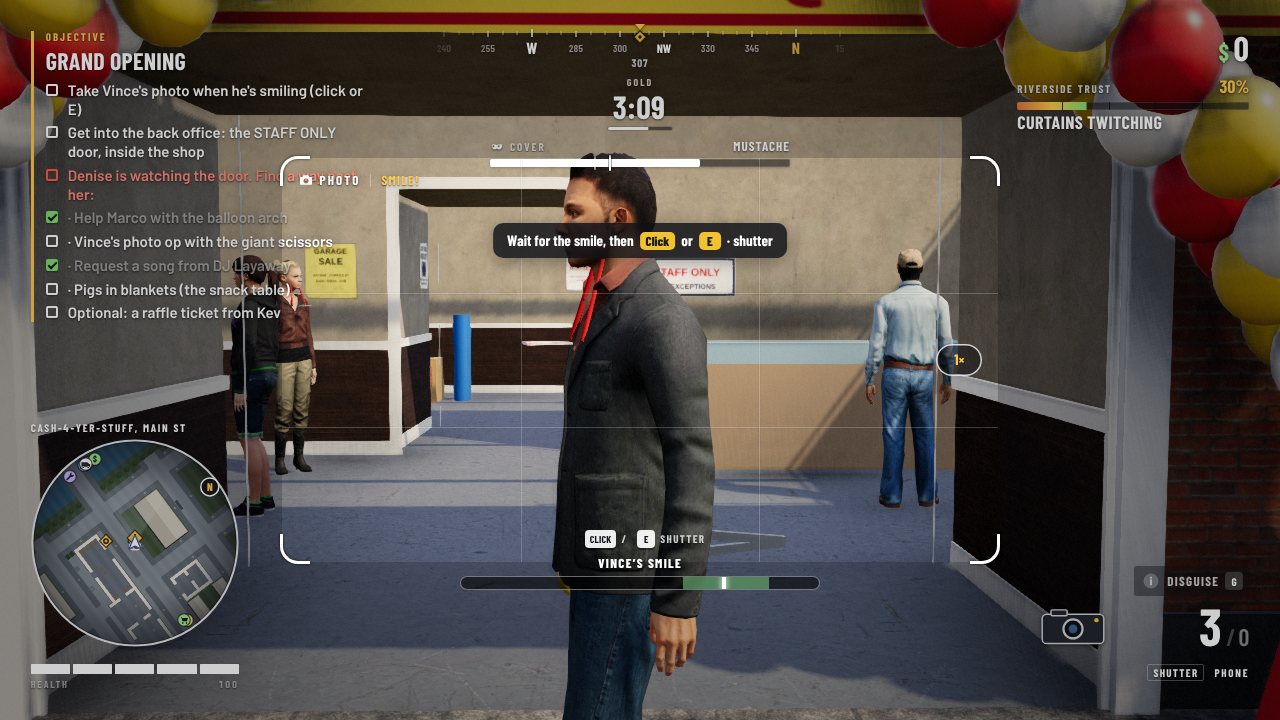 OBJECTIVE
GRAND OPENING
Take Vince's photo when he's smiling (click or
E)
Get into the back office: the STAFF ONLY
door, inside the shop
Denise is watching the door. Find a
her:
· Help Marco with the balloon arch
· Vince's photo op with the giant scissors
· Request a song from DJ Layaway
· Pigs in blankets (the snack table)
Optional: a raffle ticket from Kev
240 255 W 285 300 NW 330 345 N 15
307
GOLD
3:09
COVER MUSTACHE
PHOTO SMILE!
Wait for the smile, then Click or E · shutter
$0
30%
RIVERSIDE TRUST
CURTAINS TWITCHING
GARAGE
SALE
STAFF ONLY
EXCEPTIONS
1×
CLICK / E SHUTTER
VINCE'S SMILE
CASH-4-YER-STUFF, MAIN ST
N
$
HEALTH 100
i DISGUISE G
3 / 0
SHUTTER PHONE